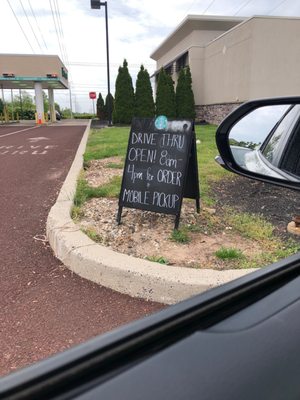 DRIVE THRU
OPEN! 8am-
4pm for ORDER
+
MOBILE PICKUP